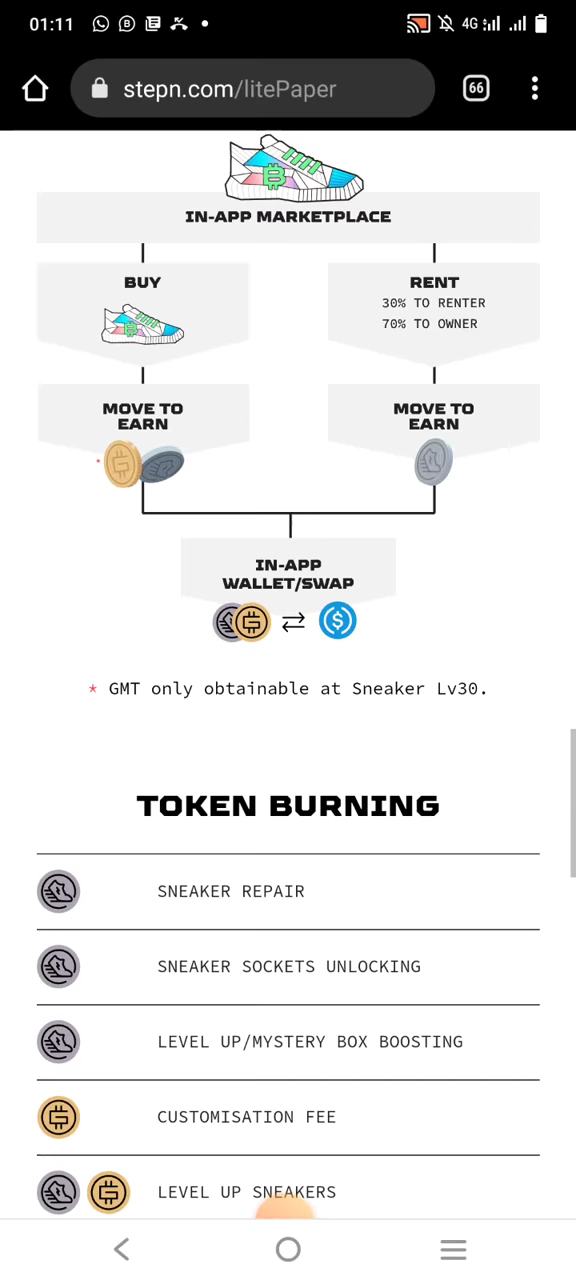 01:11
4G
stepn.com/litePaper
66
IN-APP MARKETPLACE
BUY
RENT
30% TO RENTER
70% TO OWNER
MOVE TO
EARN
MOVE TO
EARN
*
IN-APP
WALLET/SWAP
* GMT only obtainable at Sneaker Lv30.
TOKEN BURNING
SNEAKER REPAIR
SNEAKER SOCKETS UNLOCKING
LEVEL UP/MYSTERY BOX BOOSTING
CUSTOMISATION FEE
LEVEL UP SNEAKERS